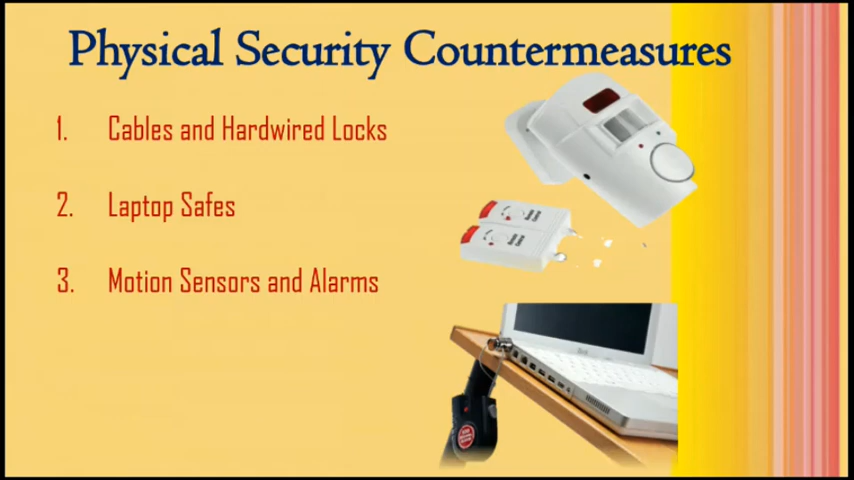 Physical Security Countermeasures
1. Cables and Hardwired Locks
2. Laptop Safes
3. Motion Sensors and Alarms